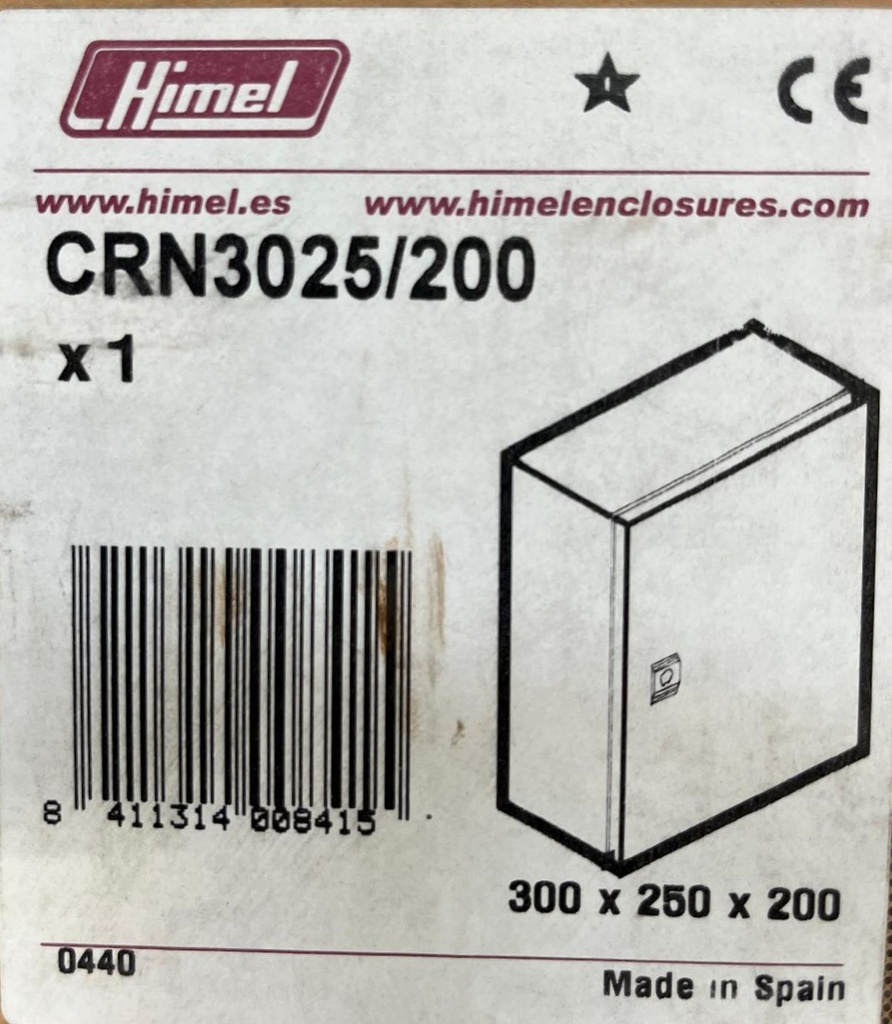 Himel
CE
www.himel.es www.himelenclosures.com
CRN3025/200
x 1
8 411314 008415
300 x 250 x 200
0440
Made in Spain